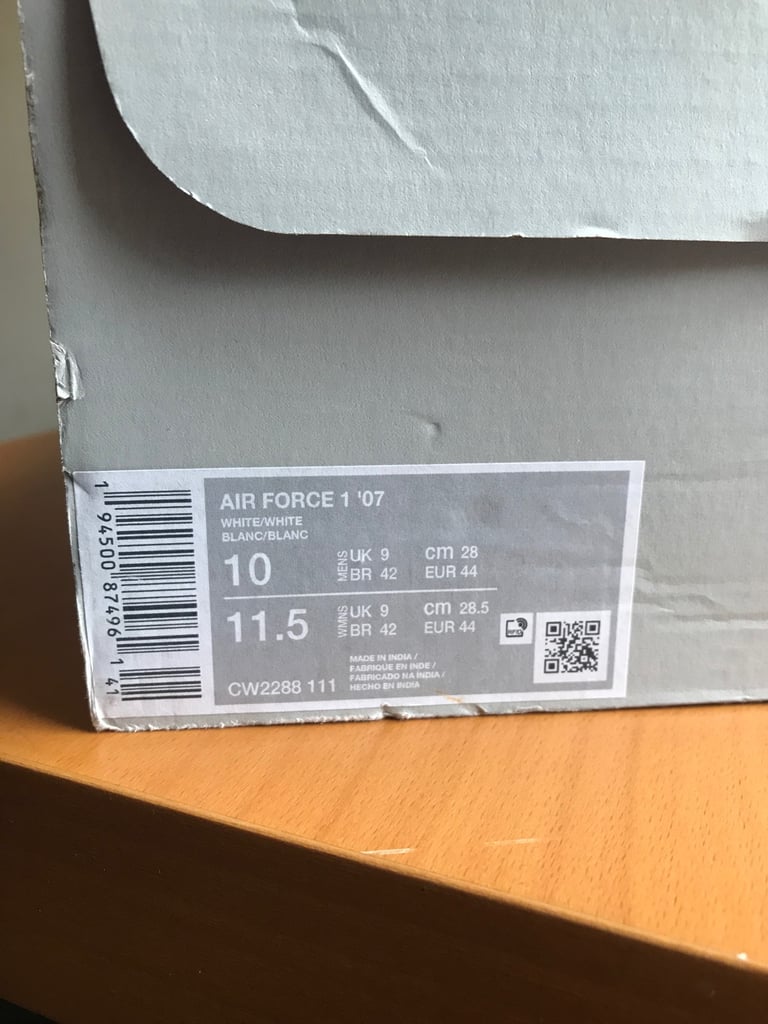 AIR FORCE 1 '07
WHITE/WHITE
BLANC/BLANC
10 MENS UK 9 cm 28
BR 42 EUR 44
11.5 WMNS UK 9 cm 28.5
BR 42 EUR 44
CW2288 111
MADE IN INDIA /
FABRIQUE EN INDE /
FABRICADO NA INDIA /
HECHO EN INDIA
RFID
1 94500 87496 1 41